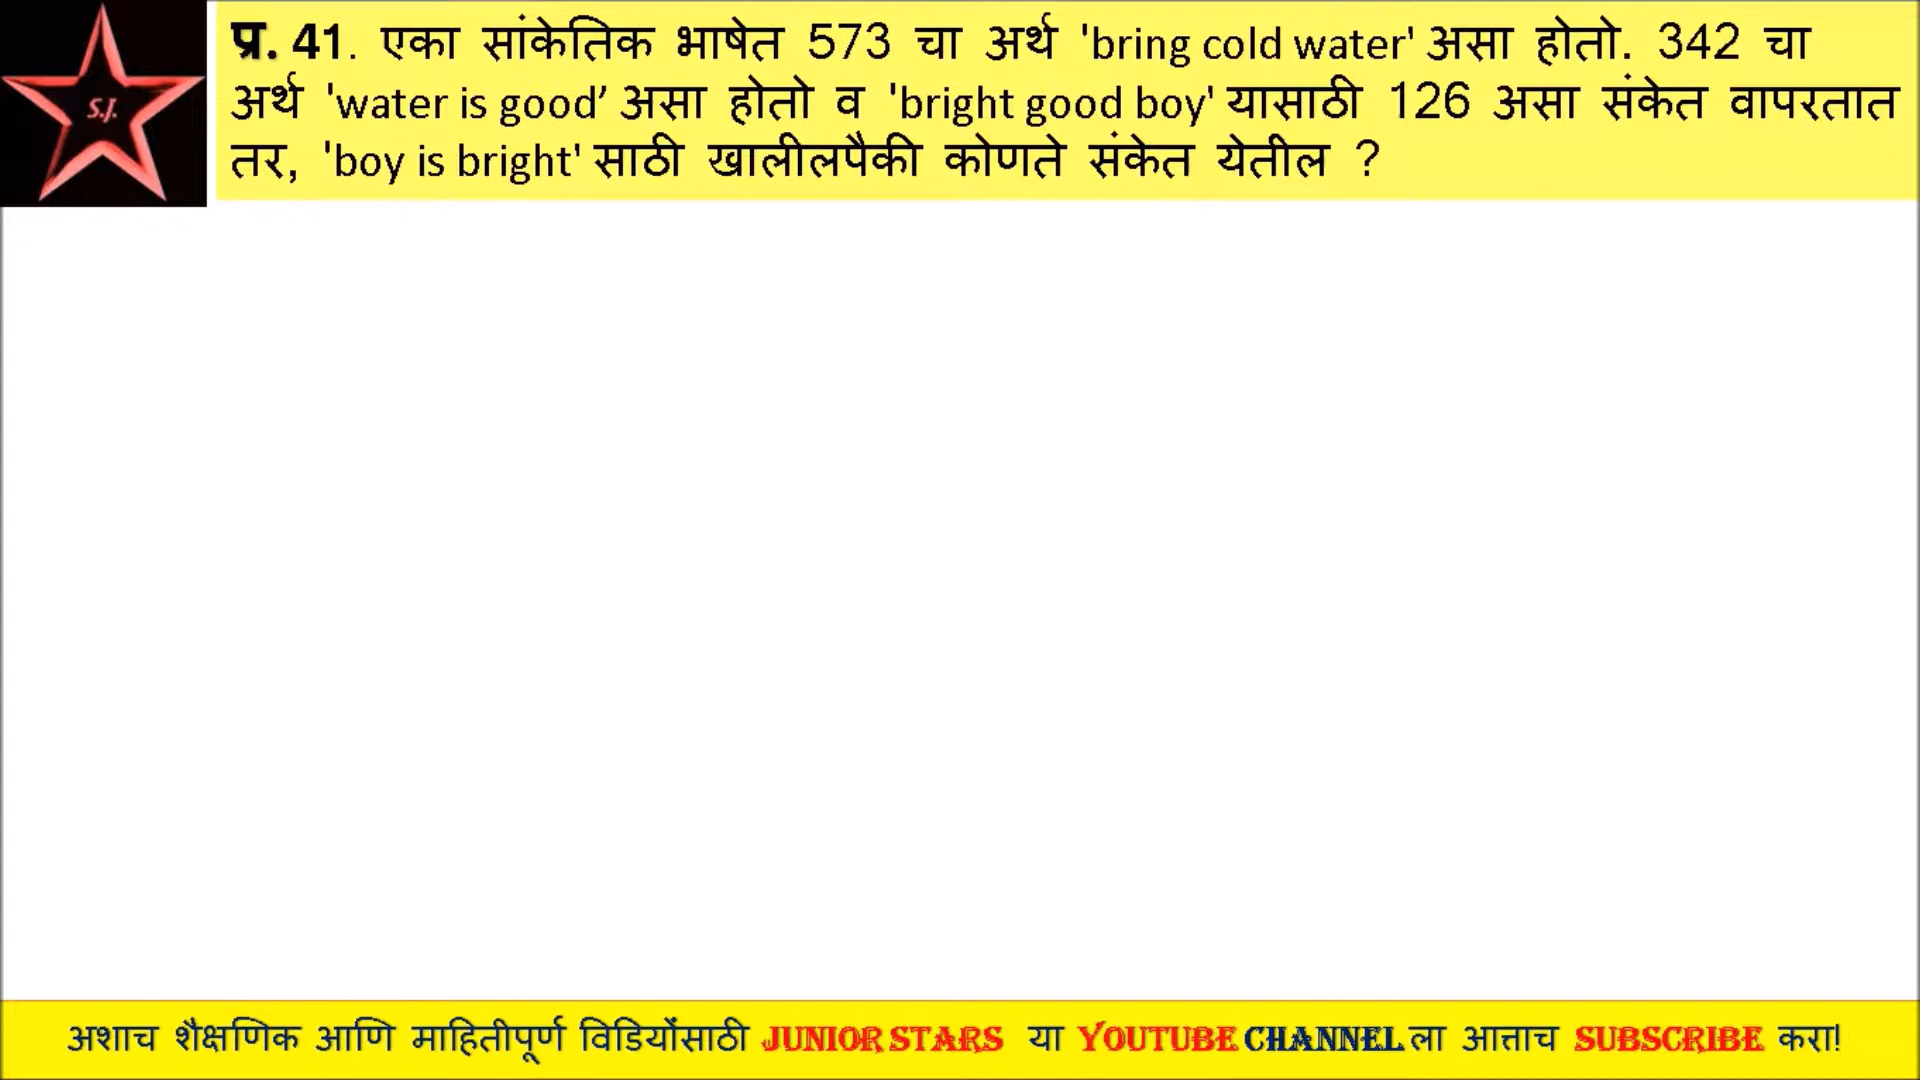 S.J.
प्र. 41. एका सांकेतिक भाषेत 573 चा अर्थ 'bring cold water' असा होतो. 342 चा
अर्थ 'water is good’ असा होतो व 'bright good boy' यासाठी 126 असा संकेत वापरतात
तर, 'boy is bright' साठी खालीलपैकी कोणते संकेत येतील ?
अशाच शैक्षणिक आणि माहितीपूर्ण विडियोंसाठी JUNIOR STARS या YOUTUBE CHANNEL ला आत्ताच SUBSCRIBE करा!